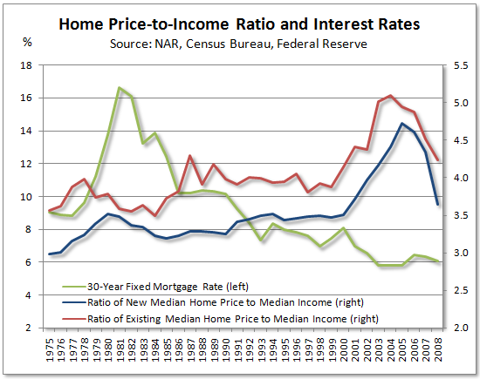 Home Price-to-Income Ratio and Interest Rates
% Source: NAR, Census Bureau, Federal Reserve
18 5.5
16 5.0
14 4.5
12 4.0
10 3.5
8 3.0
6 2.5
4
2 2.0
30-Year Fixed Mortgage Rate (left)
Ratio of New Median Home Price to Median Income (right)
Ratio of Existing Median Home Price to Median Income (right)
1975 1976 1977 1978 1979 1980 1981 1982 1983 1984 1985 1986 1987 1988 1989 1990 1991 1992 1993 1994 1995 1996 1997 1998 1999 2000 2001 2002 2003 2004 2005 2006 2007 2008